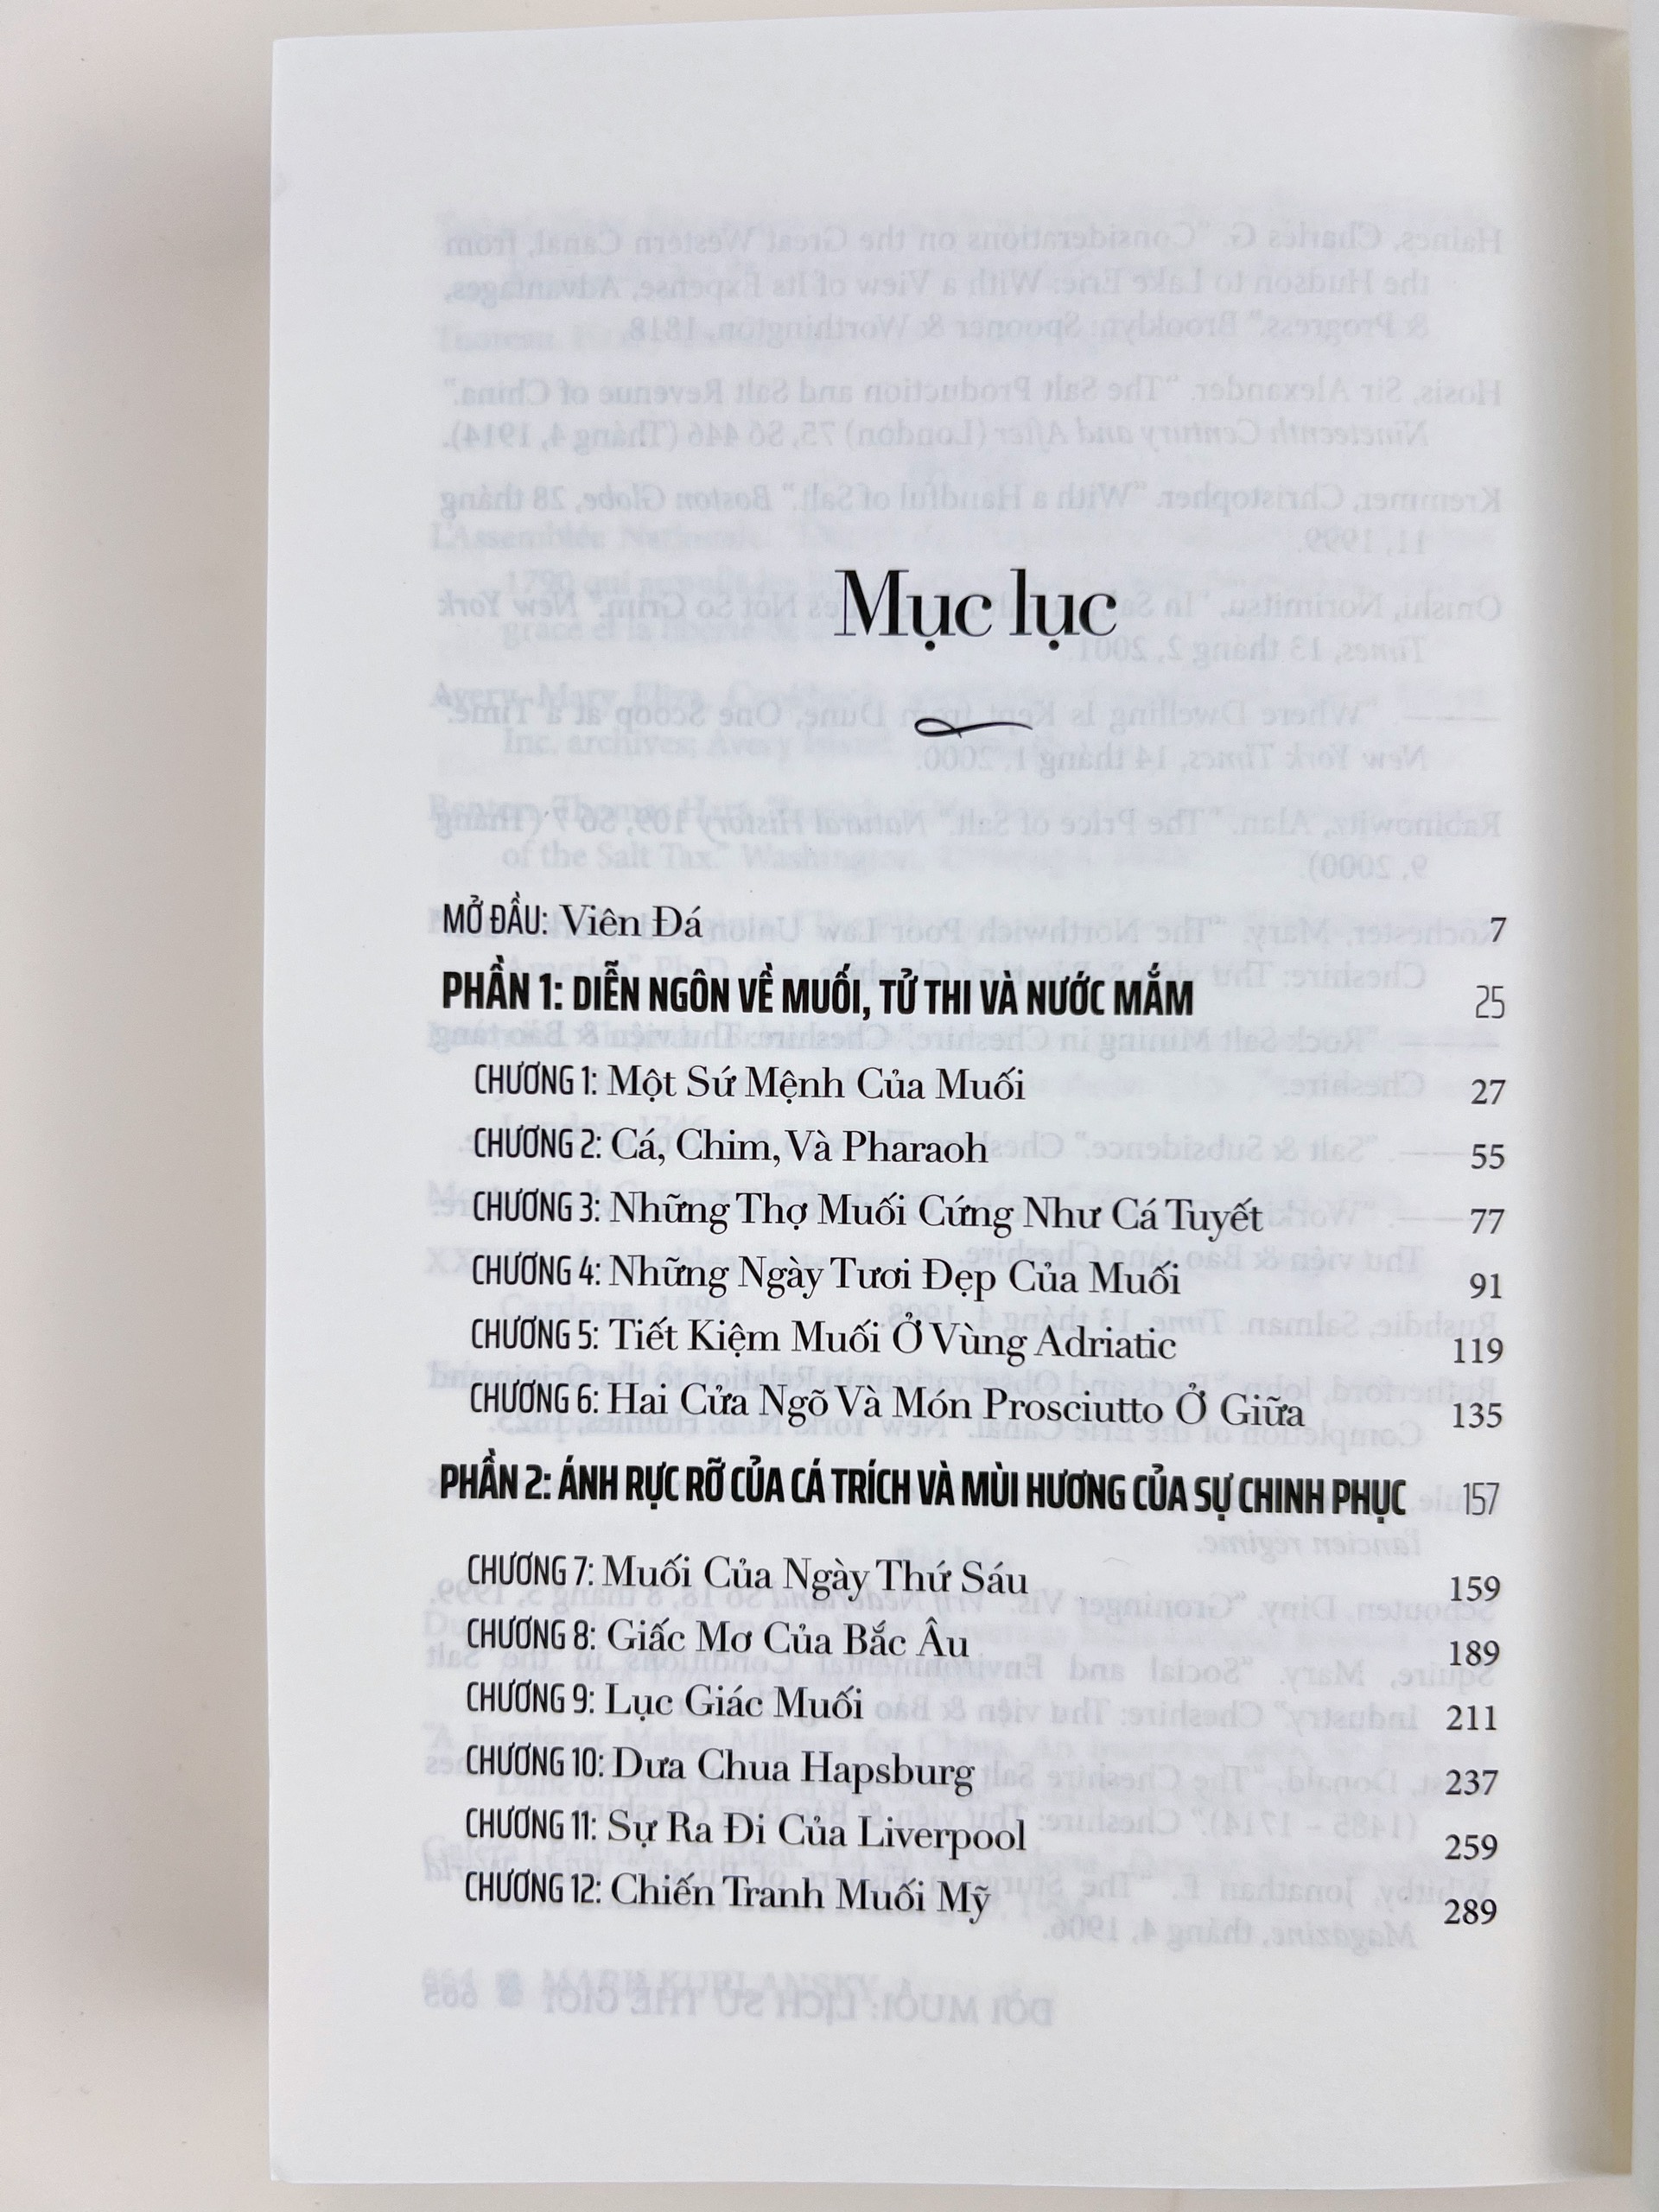 Mục lục
MỞ ĐẦU: Viên Đá 7
PHẦN 1: DIỄN NGÔN VỀ MUỐI, TỬ THI VÀ NƯỚC MẮM 25
CHƯƠNG 1: Một Sứ Mệnh Của Muối 27
CHƯƠNG 2: Cá, Chim, Và Pharaoh 55
CHƯƠNG 3: Những Thợ Muối Cứng Như Cá Tuyết 77
CHƯƠNG 4: Những Ngày Tươi Đẹp Của Muối 91
CHƯƠNG 5: Tiết Kiệm Muối Ở Vùng Adriatic 119
CHƯƠNG 6: Hai Cửa Ngõ Và Món Prosciutto Ở Giữa 135
PHẦN 2: ÁNH RỰC RỠ CỦA CÁ TRÍCH VÀ MÙI HƯƠNG CỦA SỰ CHINH PHỤC 157
CHƯƠNG 7: Muối Của Ngày Thứ Sáu 159
CHƯƠNG 8: Giấc Mơ Của Bắc Âu 189
CHƯƠNG 9: Lục Giác Muối 211
CHƯƠNG 10: Dưa Chua Hapsburg 237
CHƯƠNG 11: Sự Ra Đi Của Liverpool 259
CHƯƠNG 12: Chiến Tranh Muối Mỹ 289